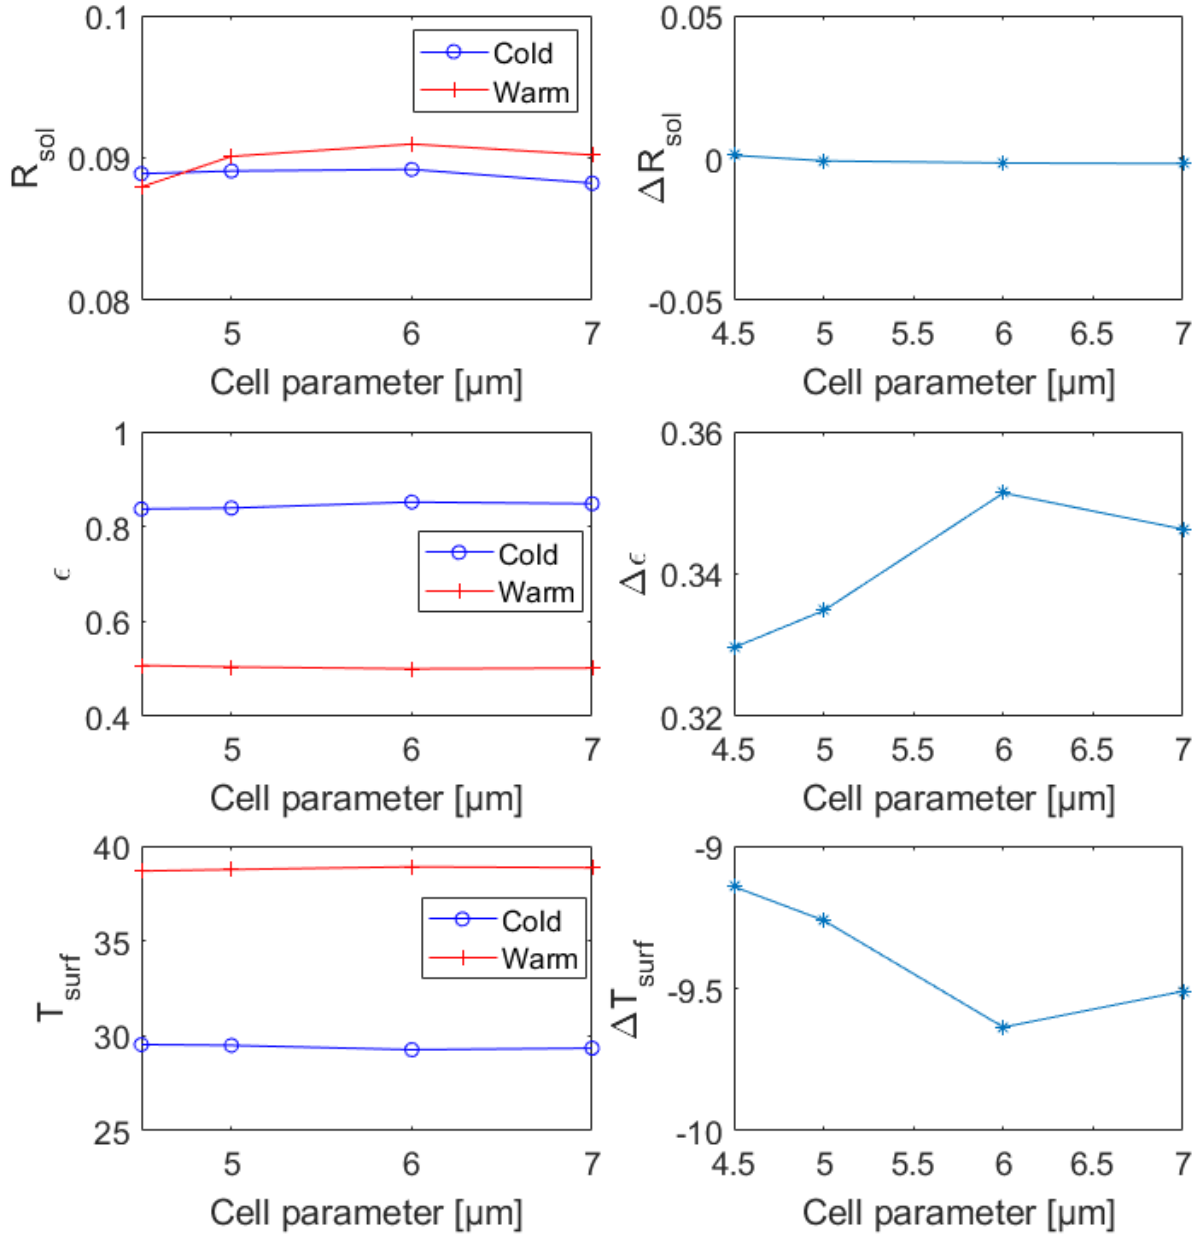 0.1
0.09
0.08
R_sol
Cold
Warm
5 6 7
Cell parameter [µm]
0.05
0
-0.05
ΔR_sol
4.5 5 5.5 6 6.5 7
Cell parameter [µm]
1
0.8
0.6
0.4
ϵ
Cold
Warm
5 6 7
Cell parameter [µm]
0.36
0.34
0.32
Δϵ
4.5 5 5.5 6 6.5 7
Cell parameter [µm]
40
35
30
25
T_surf
Cold
Warm
5 6 7
Cell parameter [µm]
-9
-9.5
-10
ΔT_surf
4.5 5 5.5 6 6.5 7
Cell parameter [µm]